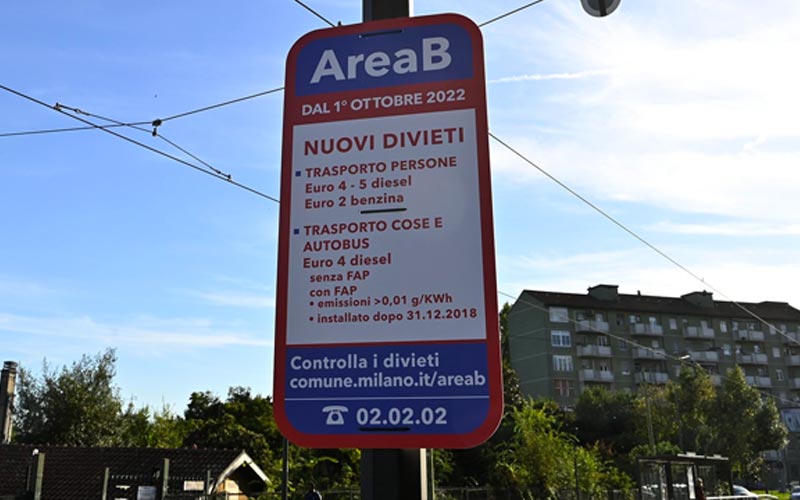 AreaB
DAL 1° OTTOBRE 2022
NUOVI DIVIETI
▪ TRASPORTO PERSONE
Euro 4 - 5 diesel
Euro 2 benzina
▪ TRASPORTO COSE E
AUTOBUS
Euro 4 diesel
senza FAP
con FAP
• emissioni >0,01 g/KWh
• installato dopo 31.12.2018
Controlla i divieti
comune.milano.it/areab
☎ 02.02.02